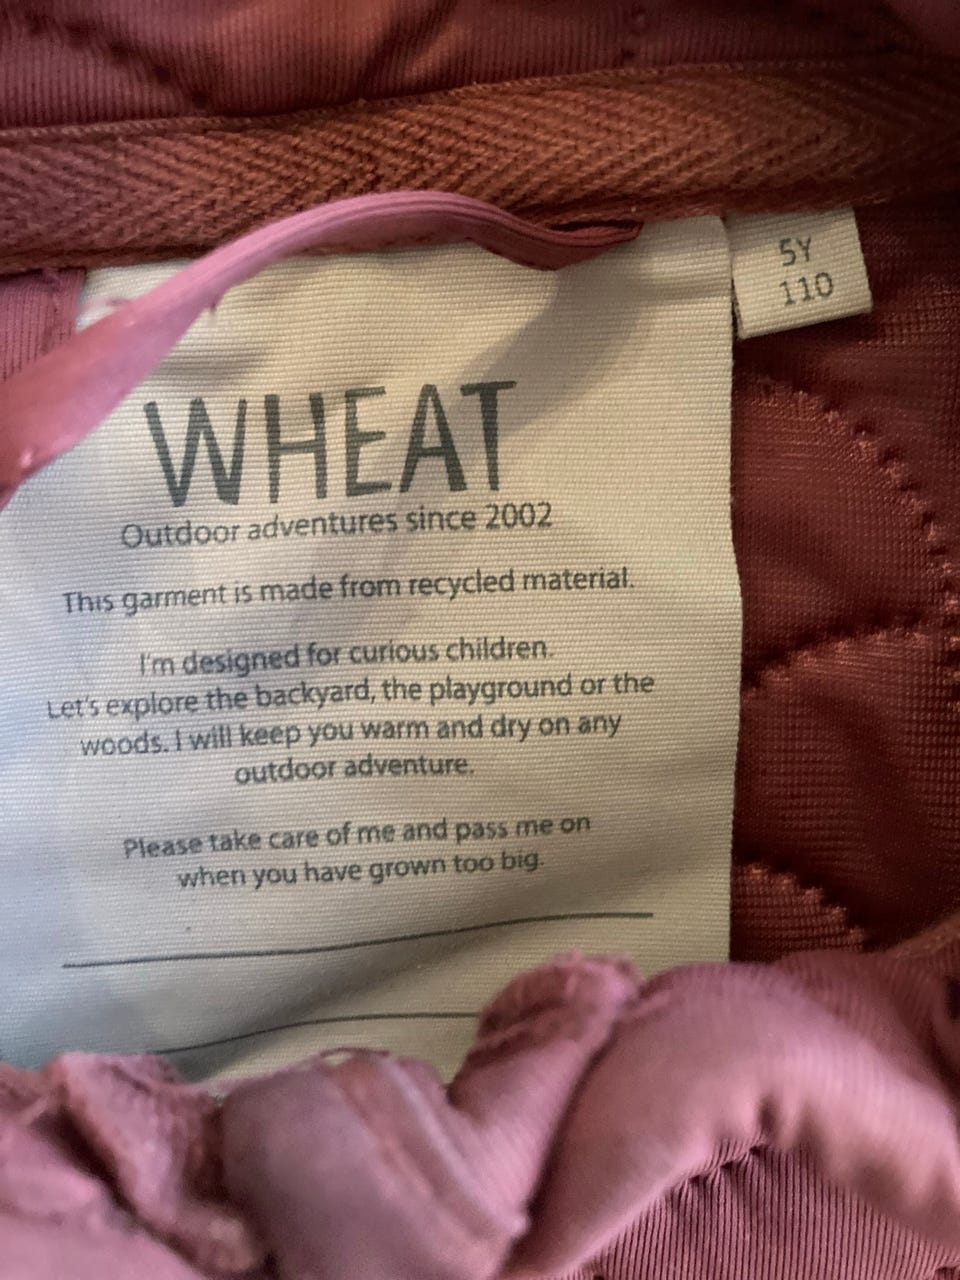 5Y
110
WHEAT
Outdoor adventures since 2002
This garment is made from recycled material.
I'm designed for curious children.
Let's explore the backyard, the playground or the
woods. I will keep you warm and dry on any
outdoor adventure.
Please take care of me and pass me on
when you have grown too big.